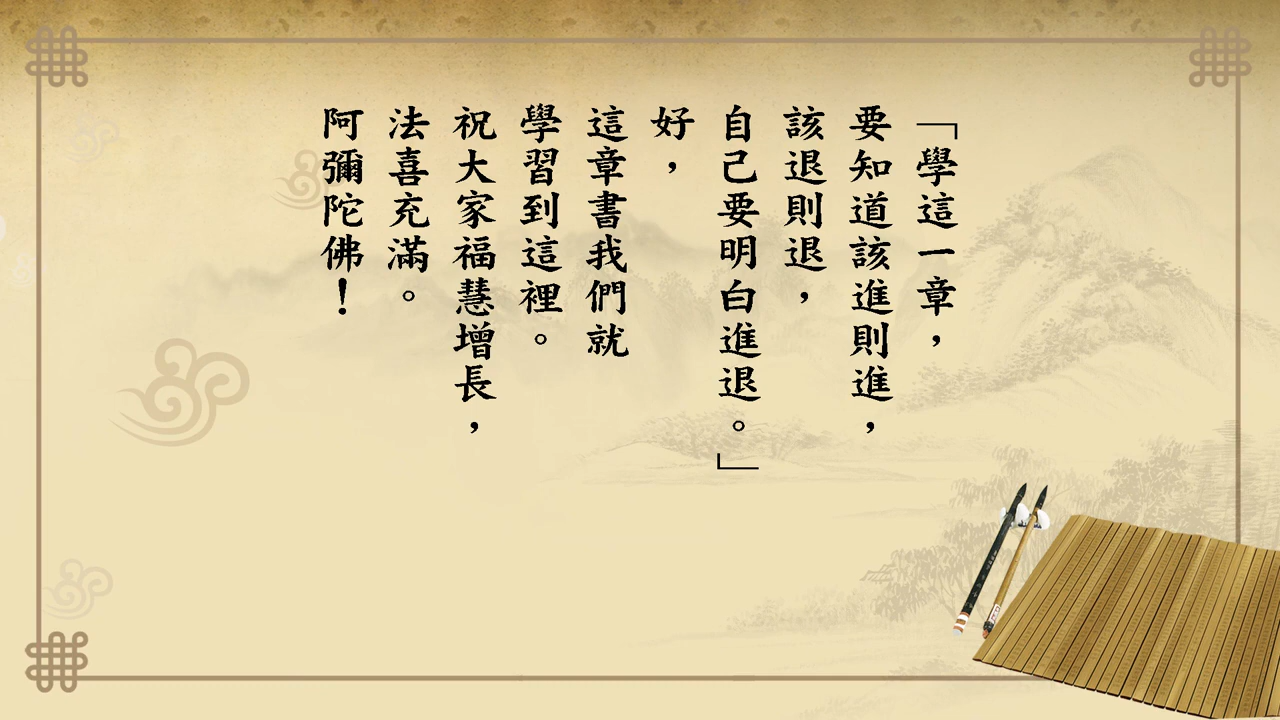 「學這一章，
要知道該進則進，
該退則退，
自己要明白進退。」
好，
這章書我們就
學習到這裡。
祝大家福慧增長，
法喜充滿。
阿彌陀佛！